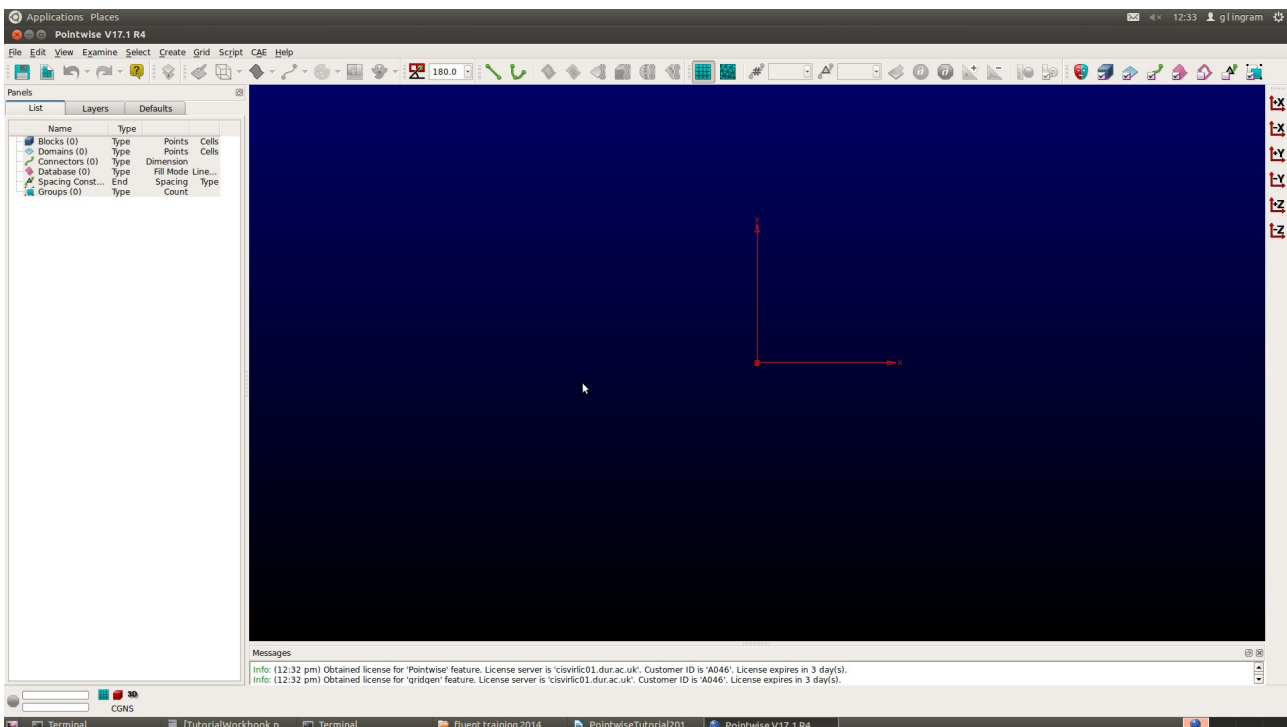 Applications Places
12:33 glingram
Pointwise V17.1 R4
File Edit View Examine Select Create Grid Script CAE Help
180.0
Panels
List Layers Defaults
Name Type
Blocks (0) Type Points Cells
Domains (0) Type Points Cells
Connectors (0) Type Dimension
Database (0) Type Fill Mode Line...
Spacing Const... End Spacing Type
Groups (0) Type Count
+X
-X
+Y
-Y
+Z
-Z
y
x
Messages
Info: (12:32 pm) Obtained license for 'Pointwise' feature. License server is 'cisvirlic01.dur.ac.uk'. Customer ID is 'A046'. License expires in 3 day(s).
Info: (12:32 pm) Obtained license for 'gridgen' feature. License server is 'cisvirlic01.dur.ac.uk'. Customer ID is 'A046'. License expires in 3 day(s).
3D
CGNS
Terminal [TutorialWorkbook.p... Terminal fluent training 2014 PointwiseTutorial201... Pointwise V17.1 R4